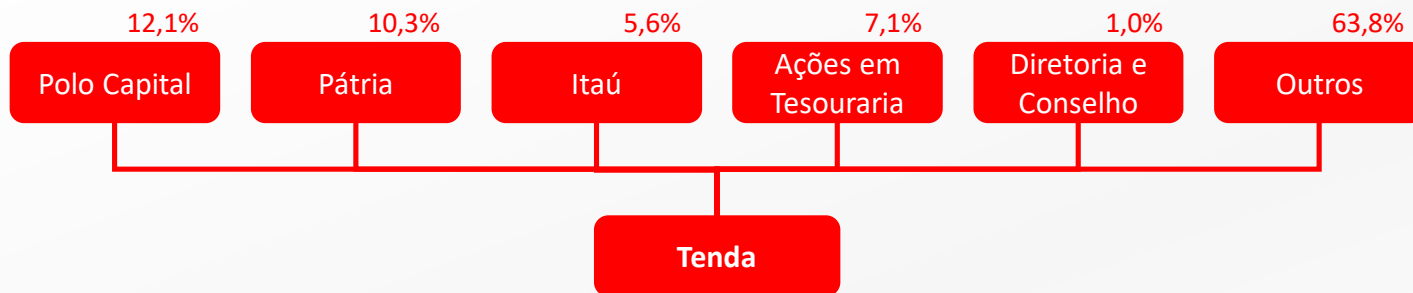 12,1%
10,3%
5,6%
7,1%
1,0%
63,8%
Polo Capital
Pátria
Itaú
Ações em
Tesouraria
Diretoria e
Conselho
Outros
Tenda